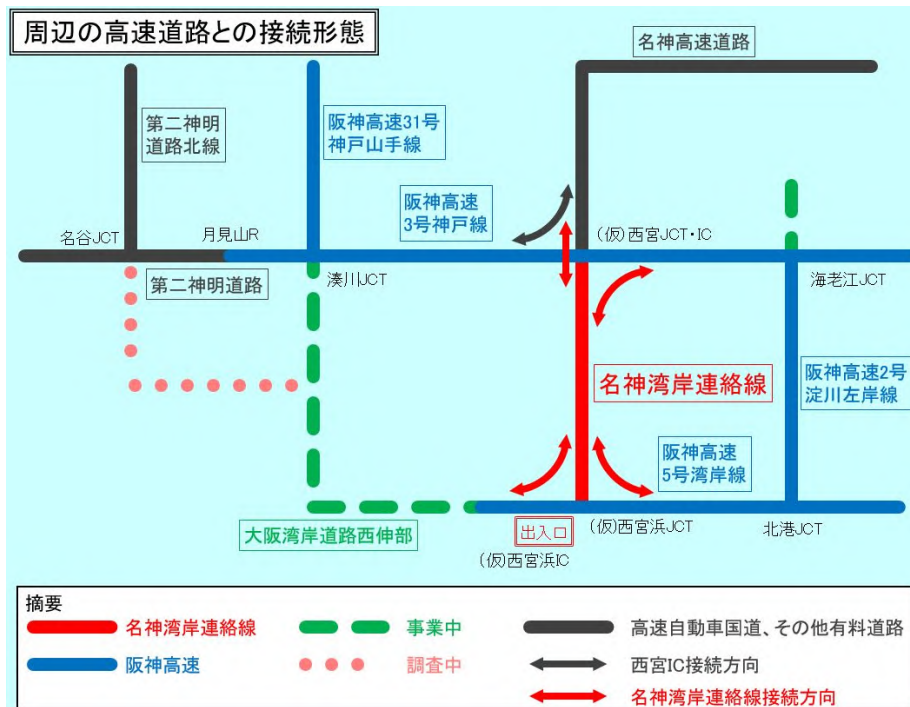 周辺の高速道路との接続形態
名神高速道路
第二神明
道路北線
阪神高速31号
神戸山手線
阪神高速
3号神戸線
名谷JCT
月見山R
(仮)西宮JCT・IC
第二神明道路
湊川JCT
海老江JCT
名神湾岸連絡線
阪神高速2号
淀川左岸線
阪神高速
5号湾岸線
大阪湾岸道路西伸部
出入口
(仮)西宮浜JCT
北港JCT
(仮)西宮浜IC
摘要
名神湾岸連絡線
事業中
高速自動車国道、その他有料道路
阪神高速
調査中
西宮IC接続方向
名神湾岸連絡線接続方向